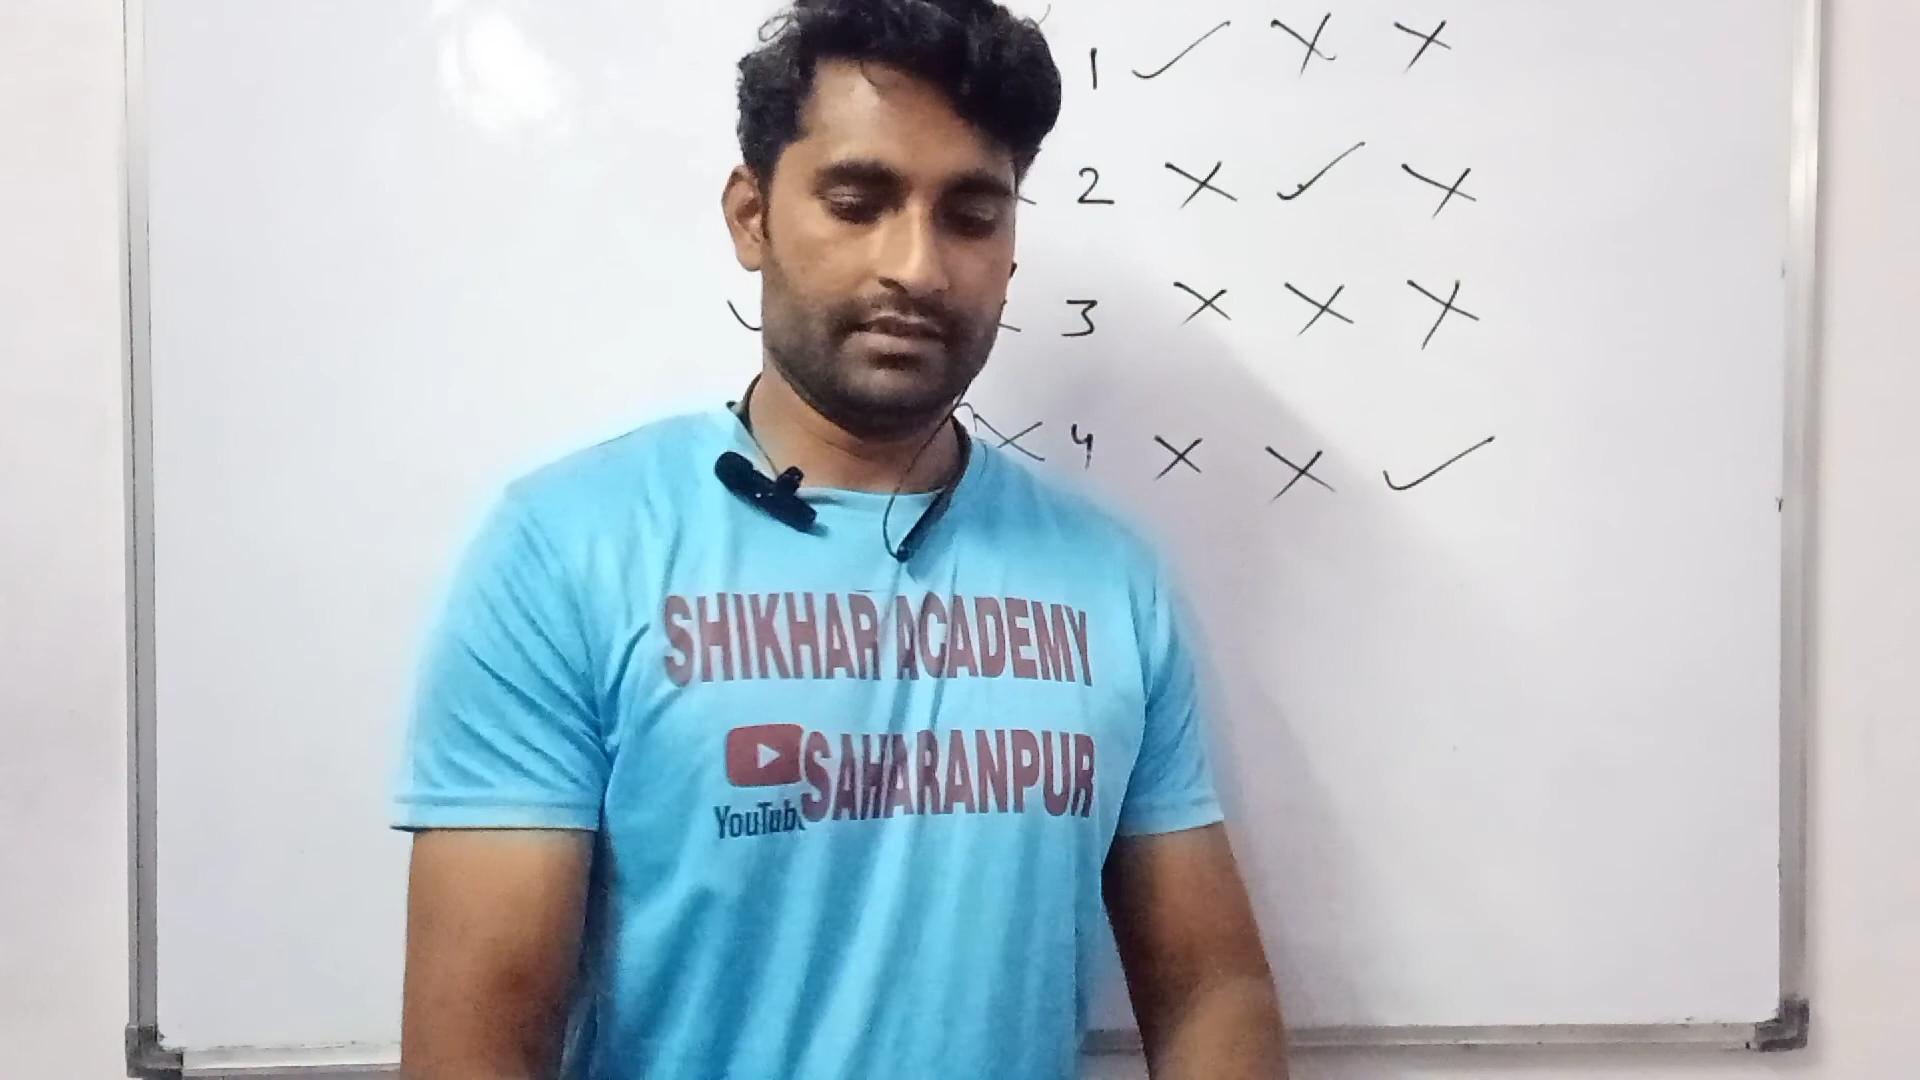 1 ✓ X X
X 2 X ✓ X
✓ X 3 X X X
X 4 X X ✓
SHIKHAR ACADEMY
SAHARANPUR
YouTube